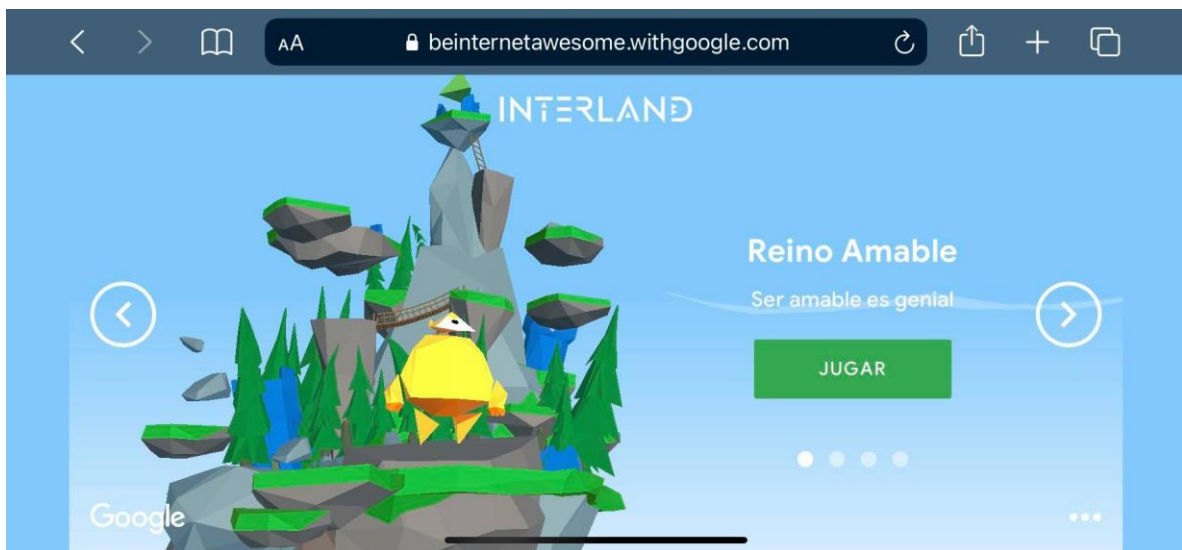 AA
beinternetawesome.withgoogle.com
INTERLAND
Reino Amable
Ser amable es genial
JUGAR
Google